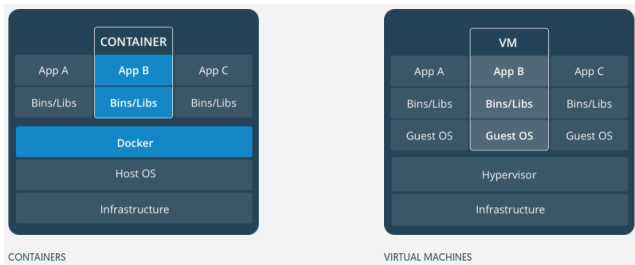 CONTAINER
App A App B App C
Bins/Libs Bins/Libs Bins/Libs
Docker
Host OS
Infrastructure
CONTAINERS
VM
App A App B App C
Bins/Libs Bins/Libs Bins/Libs
Guest OS Guest OS Guest OS
Hypervisor
Infrastructure
VIRTUAL MACHINES